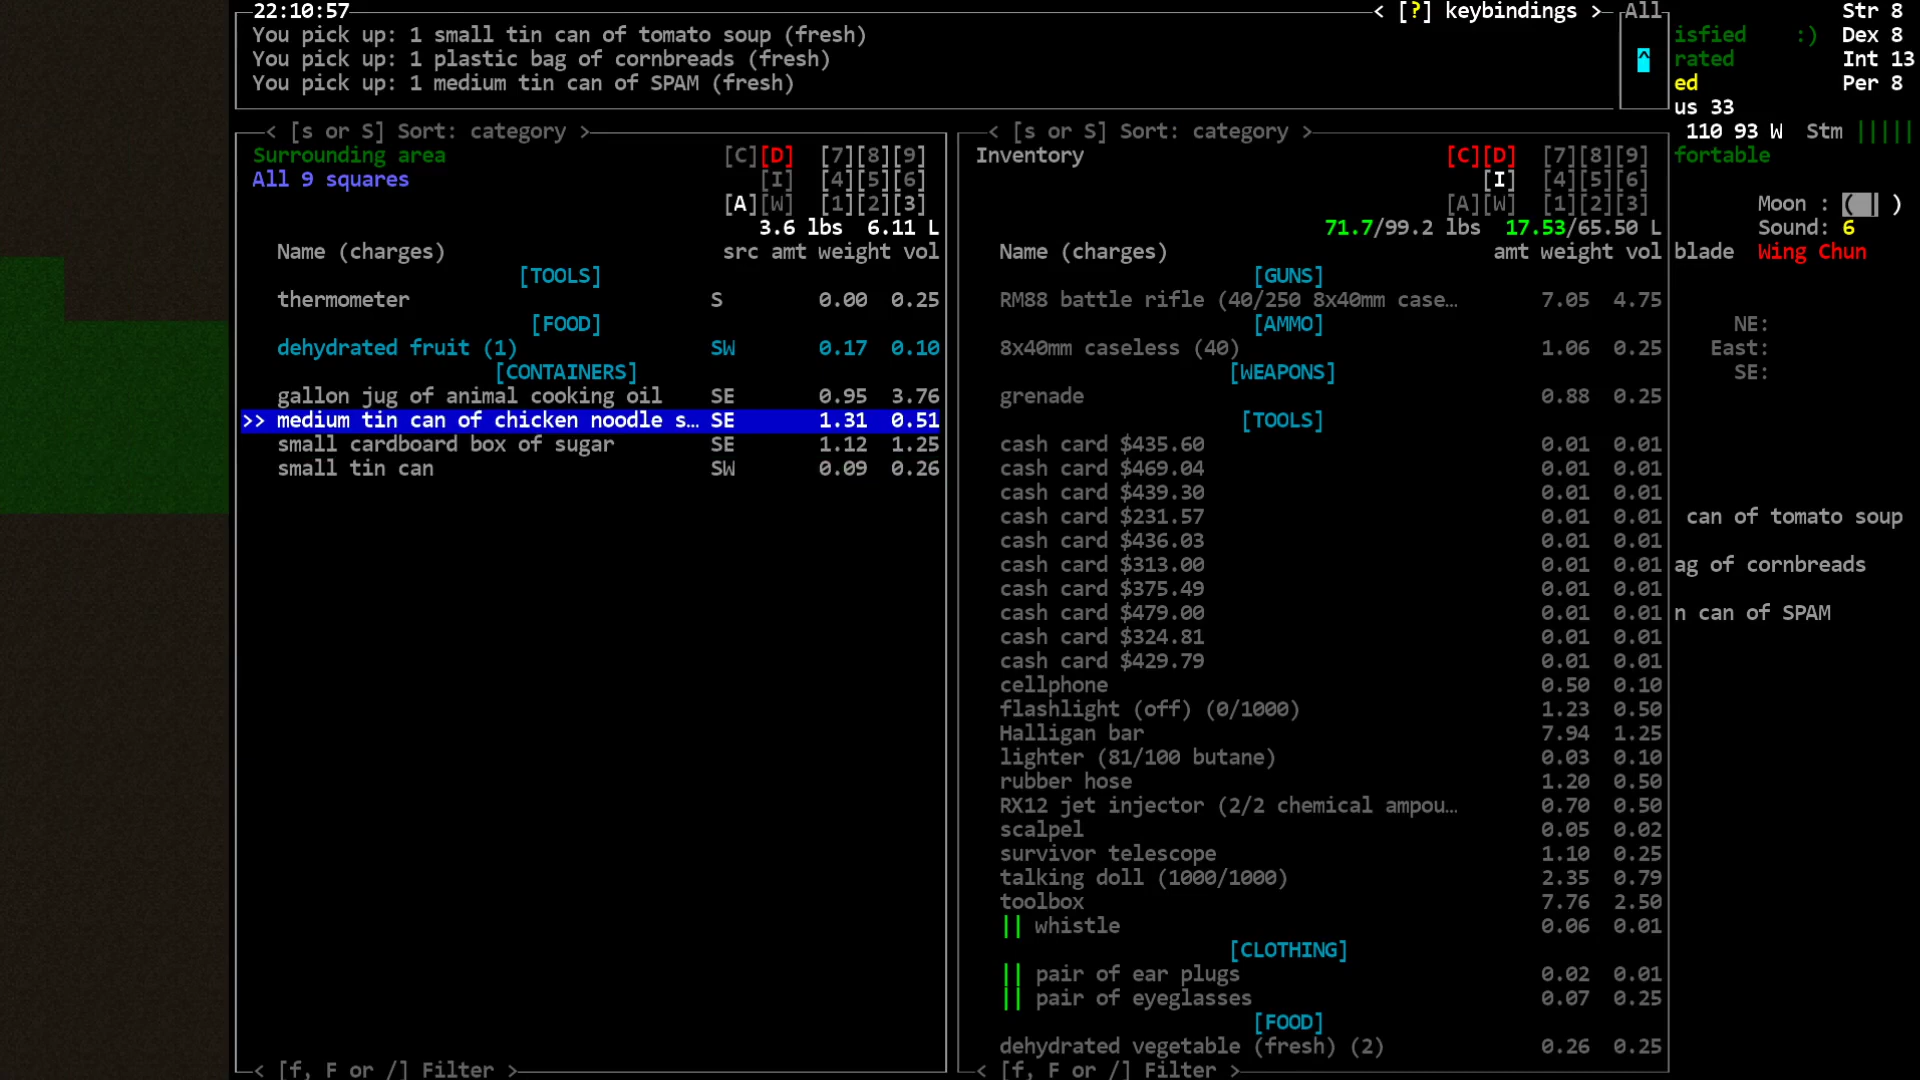 22:10:57
< [?] keybindings >
You pick up: 1 small tin can of tomato soup (fresh)
You pick up: 1 plastic bag of cornbreads (fresh)
You pick up: 1 medium tin can of SPAM (fresh)
All
^
< [s or S] Sort: category >
Surrounding area
All 9 squares
[C][D] [7][8][9]
[I] [4][5][6]
[A][W] [1][2][3]
3.6 lbs 6.11 L
Name (charges) src amt weight vol
[TOOLS]
thermometer S 0.00 0.25
[FOOD]
dehydrated fruit (1) SW 0.17 0.10
[CONTAINERS]
gallon jug of animal cooking oil SE 0.95 3.76
>> medium tin can of chicken noodle s… SE 1.31 0.51
small cardboard box of sugar SE 1.12 1.25
small tin can SW 0.09 0.26
< [f, F or /] Filter >
< [s or S] Sort: category >
Inventory
[C][D] [7][8][9]
[I] [4][5][6]
[A][W] [1][2][3]
71.7/99.2 lbs 17.53/65.50 L
Name (charges) amt weight vol
[GUNS]
RM88 battle rifle (40/250 8x40mm case… 7.05 4.75
[AMMO]
8x40mm caseless (40) 1.06 0.25
[WEAPONS]
grenade 0.88 0.25
[TOOLS]
cash card $435.60 0.01 0.01
cash card $469.04 0.01 0.01
cash card $439.30 0.01 0.01
cash card $231.57 0.01 0.01
cash card $436.03 0.01 0.01
cash card $313.00 0.01 0.01
cash card $375.49 0.01 0.01
cash card $479.00 0.01 0.01
cash card $324.81 0.01 0.01
cash card $429.79 0.01 0.01
cellphone 0.50 0.10
flashlight (off) (0/1000) 1.23 0.50
Halligan bar 7.94 1.25
lighter (81/100 butane) 0.03 0.10
rubber hose 1.20 0.50
RX12 jet injector (2/2 chemical ampou… 0.70 0.50
scalpel 0.05 0.02
survivor telescope 1.10 0.25
talking doll (1000/1000) 2.35 0.79
toolbox 7.76 2.50
|| whistle 0.06 0.01
[CLOTHING]
|| pair of ear plugs 0.02 0.01
|| pair of eyeglasses 0.07 0.25
[FOOD]
dehydrated vegetable (fresh) (2) 0.26 0.25
< [f, F or /] Filter >
Str 8
isfied :) Dex 8
rated Int 13
ed Per 8
us 33
110 93 W Stm |||||
fortable
Moon : (   )
Sound: 6
blade Wing Chun
NE:
East:
SE:
can of tomato soup
ag of cornbreads
n can of SPAM